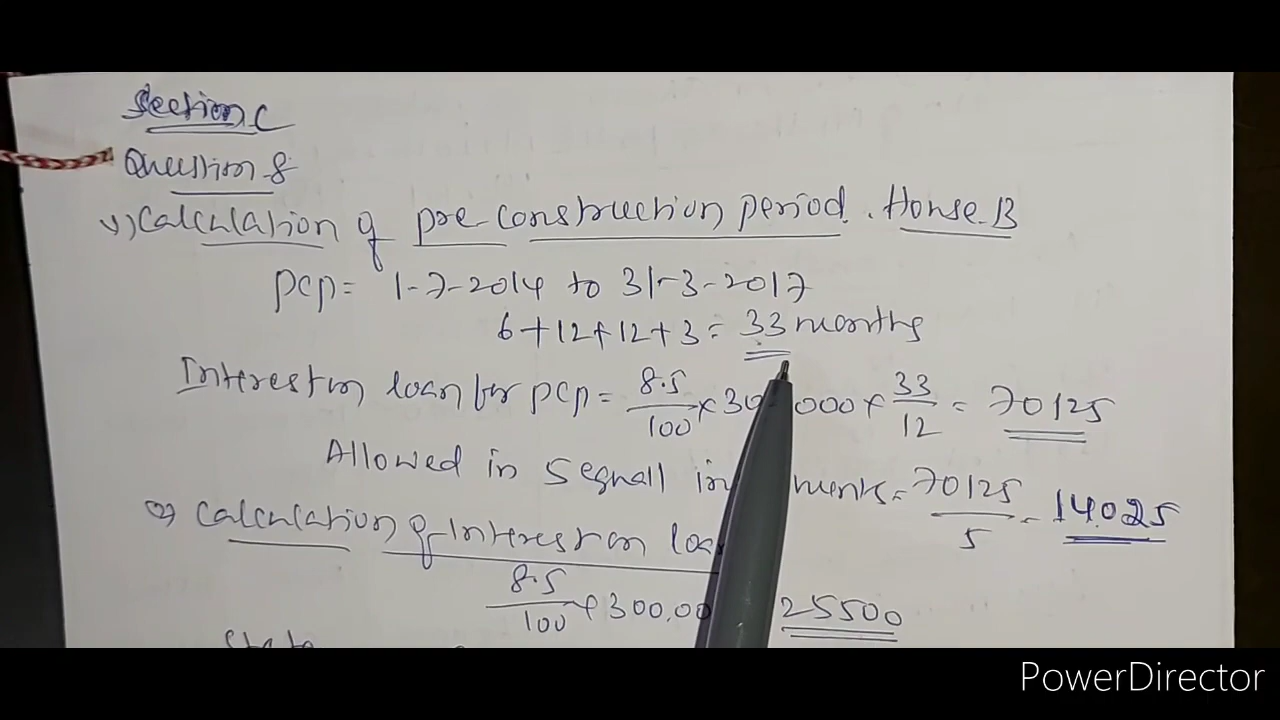 Section C
Question 8
1) Calculation of pre-construction period. House-B
PCP= 1-7-2014 to 31-3-2017
6+12+12+3= 33 months
Interest on loan for PCP= 8.5/100 × 30 000 × 33/12 = 70125
Allowed in 5 equall in ments= 70125/5 = 14025
2) Calculation of Interest on loa
8.5/100 × 300,00 25500
PowerDirector